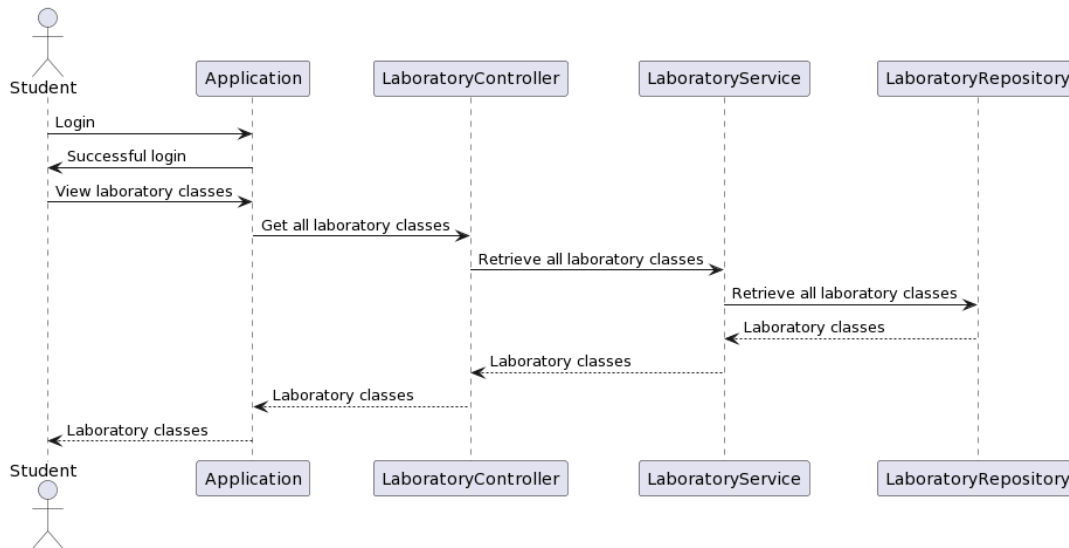 Student
Application
LaboratoryController
LaboratoryService
LaboratoryRepository
Login
Successful login
View laboratory classes
Get all laboratory classes
Retrieve all laboratory classes
Retrieve all laboratory classes
Laboratory classes
Laboratory classes
Laboratory classes
Laboratory classes
Student
Application
LaboratoryController
LaboratoryService
LaboratoryRepository